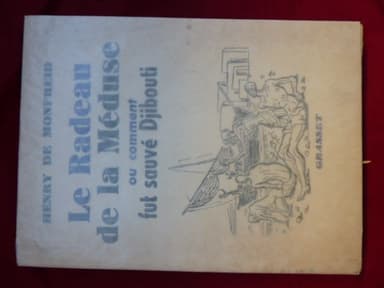 HENRY DE MONFREID
Le Radeau
de la Méduse
ou comment
fut sauvé Djibouti
GRASSET